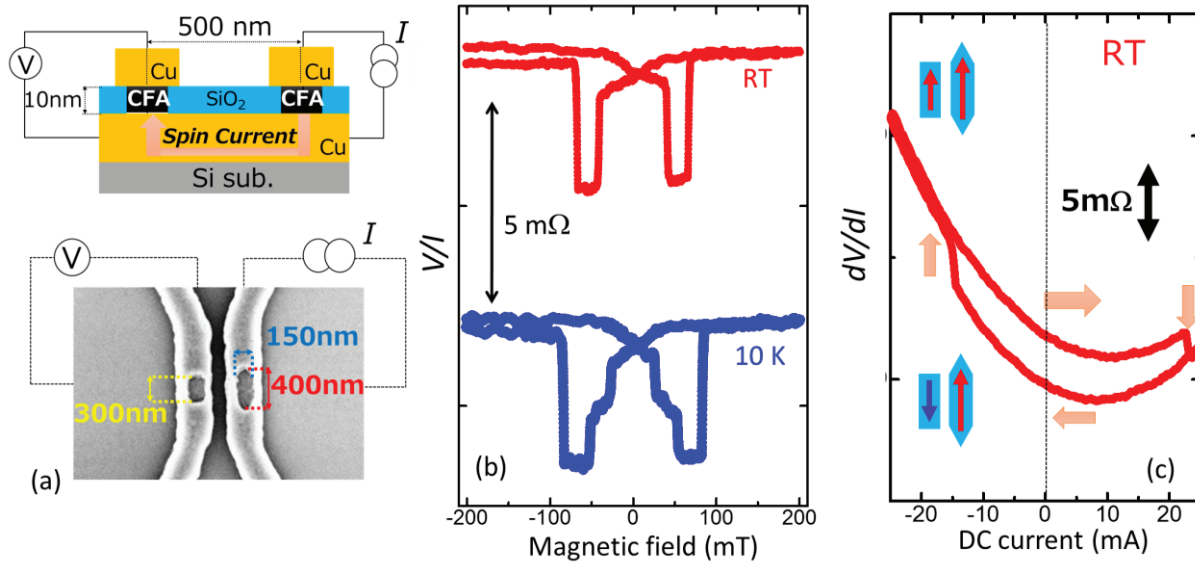 500 nm
I
V
Cu
Cu
10nm
CFA
SiO₂
CFA
Spin Current
Cu
Si sub.
V
I
150nm
400nm
300nm
(a)
V/I
RT
5 mΩ
10 K
(b)
-200
-100
0
100
200
Magnetic field (mT)
dV/dI
RT
5mΩ
(c)
-20
-10
0
10
20
DC current (mA)